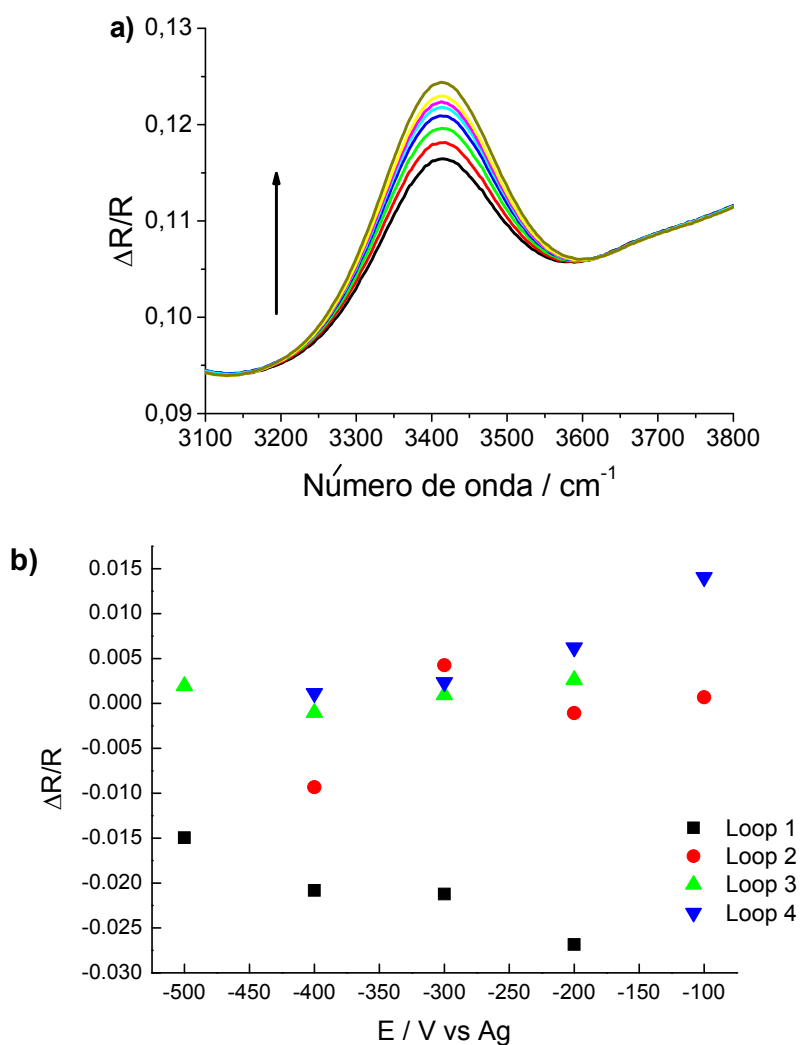 a)
0,13
0,12
0,11
0,10
0,09
ΔR/R
3100 3200 3300 3400 3500 3600 3700 3800
Número de onda / cm⁻¹
b)
0.015
0.010
0.005
0.000
-0.005
-0.010
-0.015
-0.020
-0.025
-0.030
ΔR/R
Loop 1
Loop 2
Loop 3
Loop 4
-500 -450 -400 -350 -300 -250 -200 -150 -100
E / V vs Ag